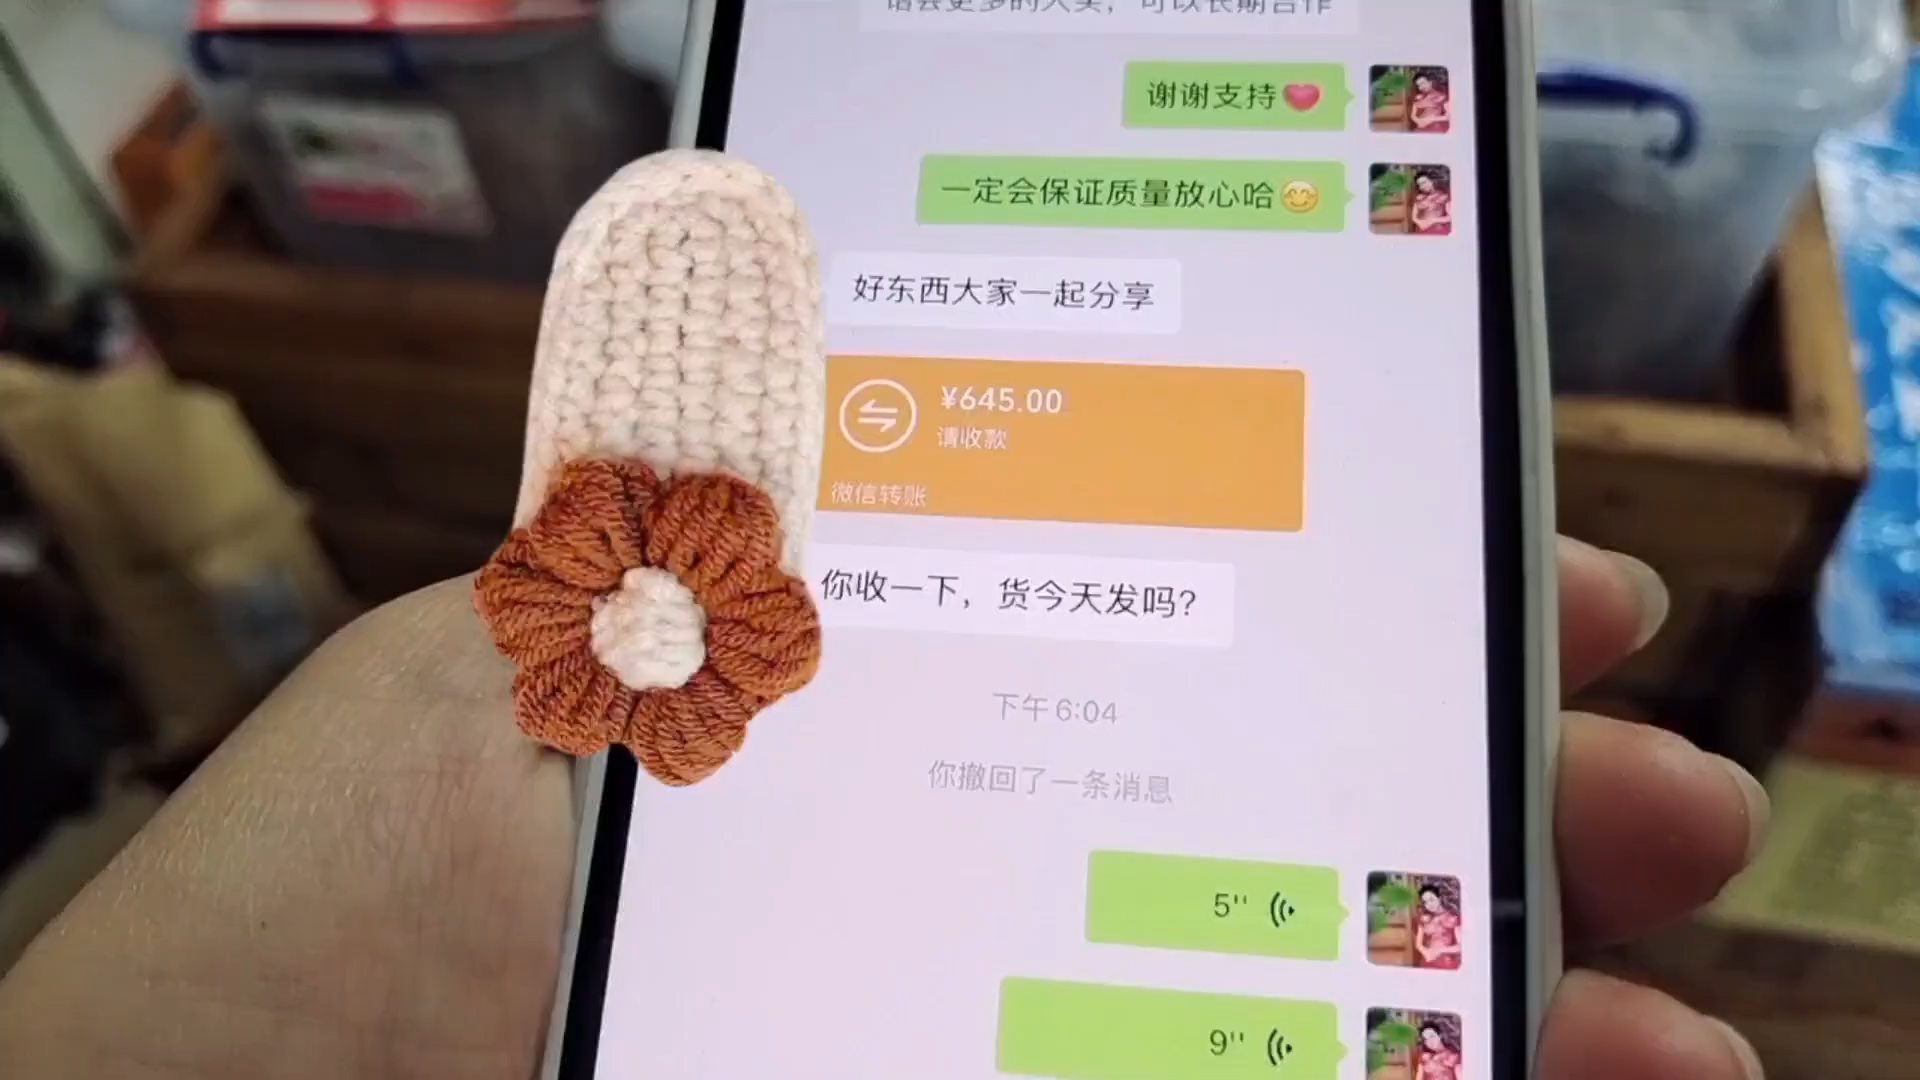 谢谢支持❤
一定会保证质量放心哈😊
好东西大家一起分享
¥645.00
请收款
微信转账
你收一下，货今天发吗？
下午6:04
你撤回了一条消息
5''
9''